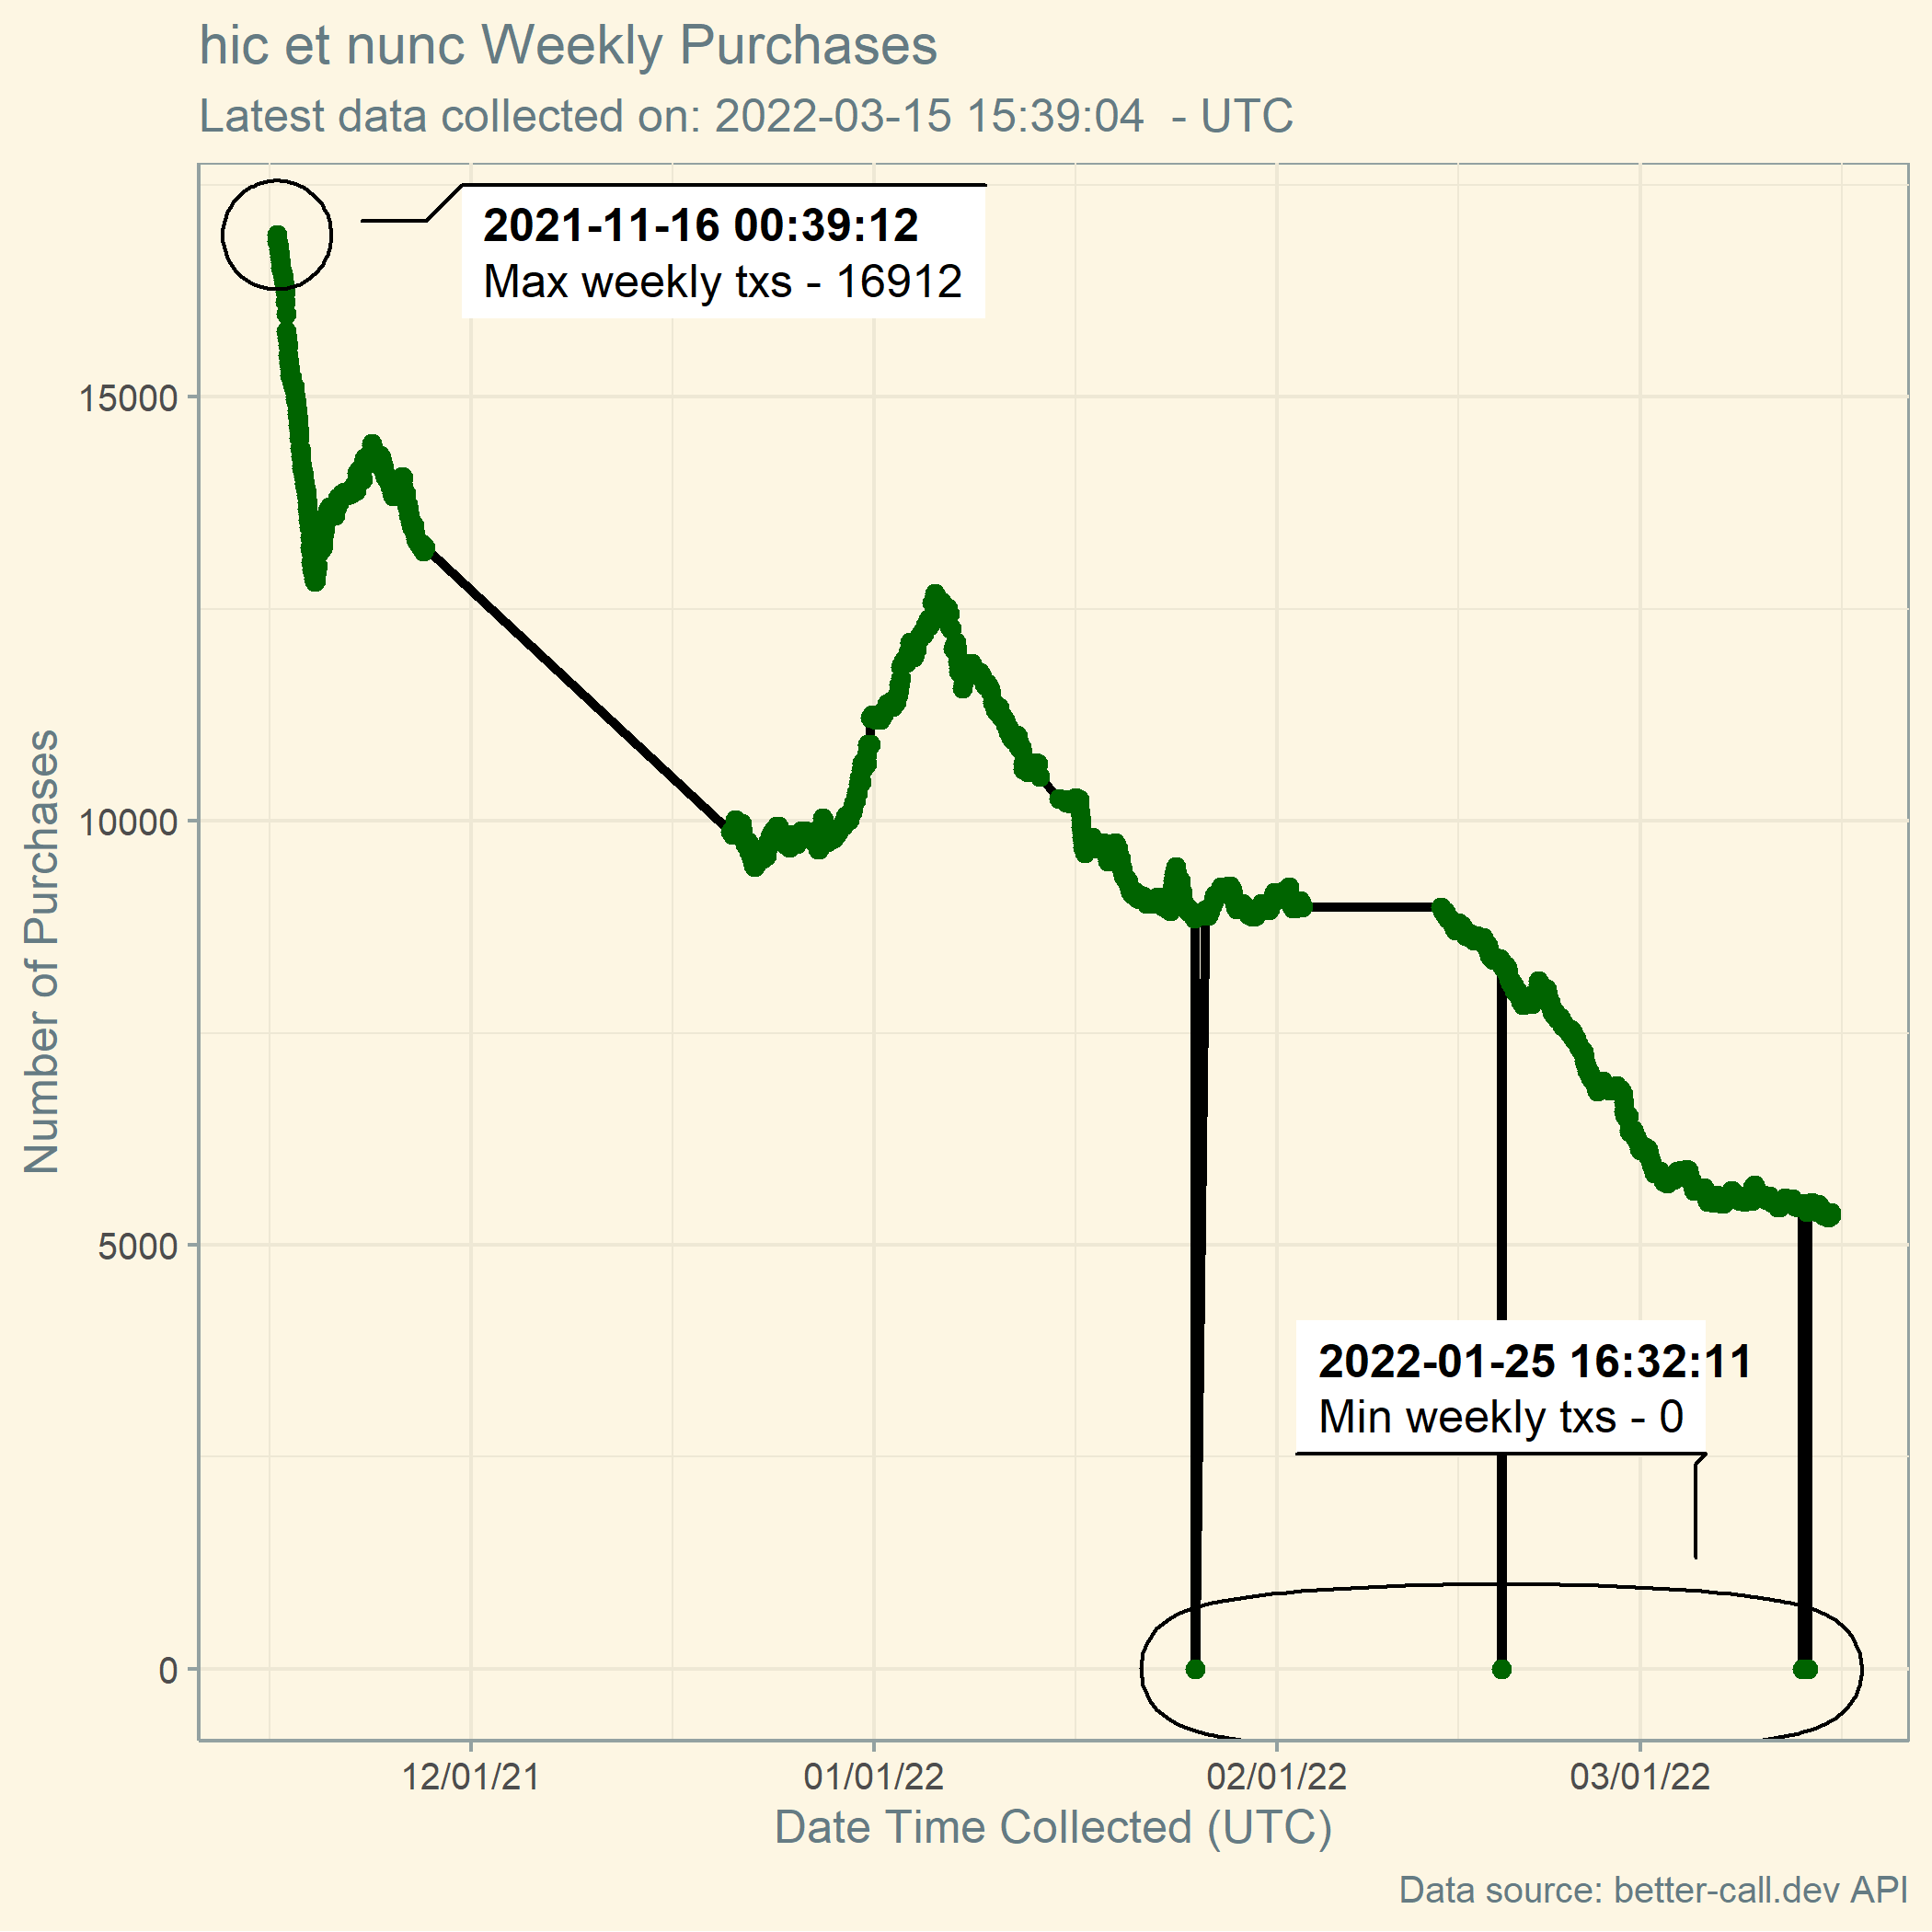 hic et nunc Weekly Purchases
Latest data collected on: 2022-03-15 15:39:04  - UTC
2021-11-16 00:39:12
Max weekly txs - 16912
Number of Purchases
15000
10000
5000
0
2022-01-25 16:32:11
Min weekly txs - 0
12/01/21
01/01/22
02/01/22
03/01/22
Date Time Collected (UTC)
Data source: better-call.dev API